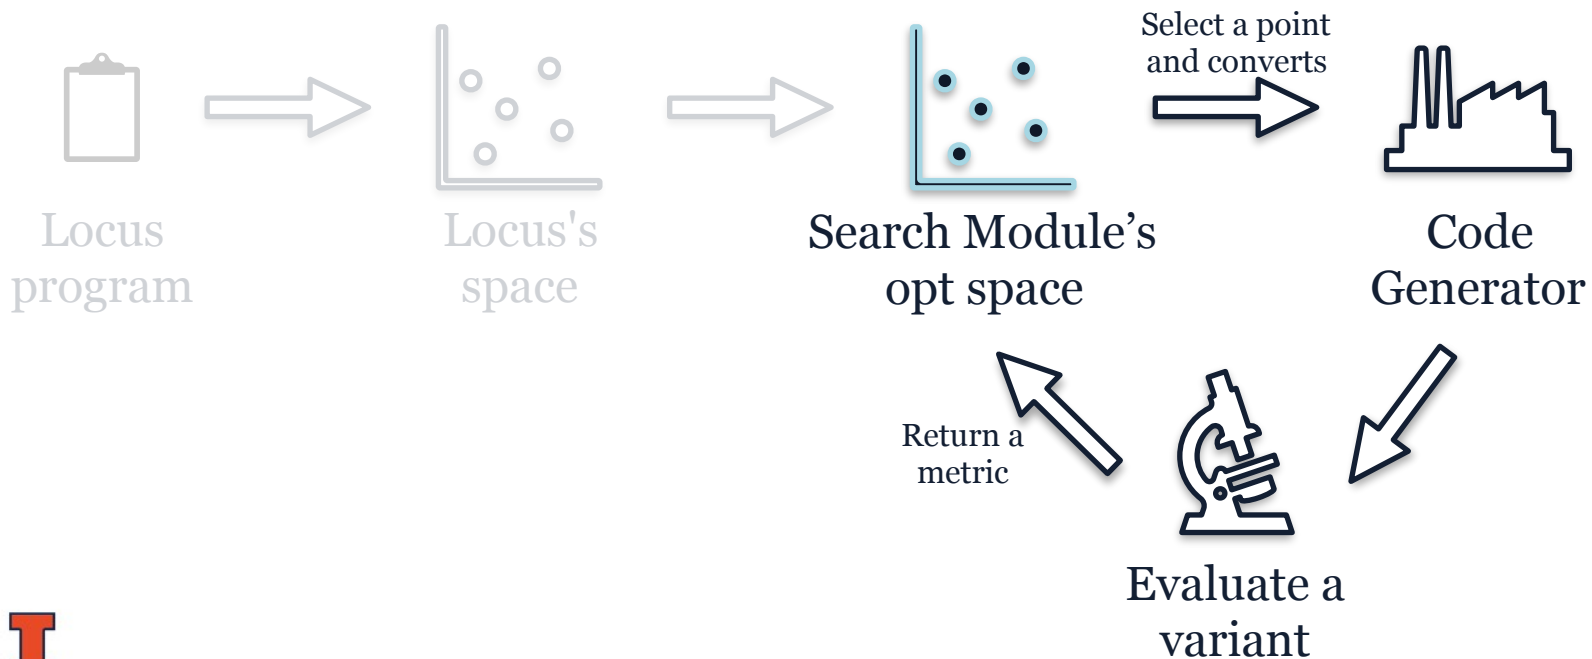 Select a point
and converts
Locus
program
Locus's
space
Search Module’s
opt space
Code
Generator
Return a
metric
Evaluate a
variant